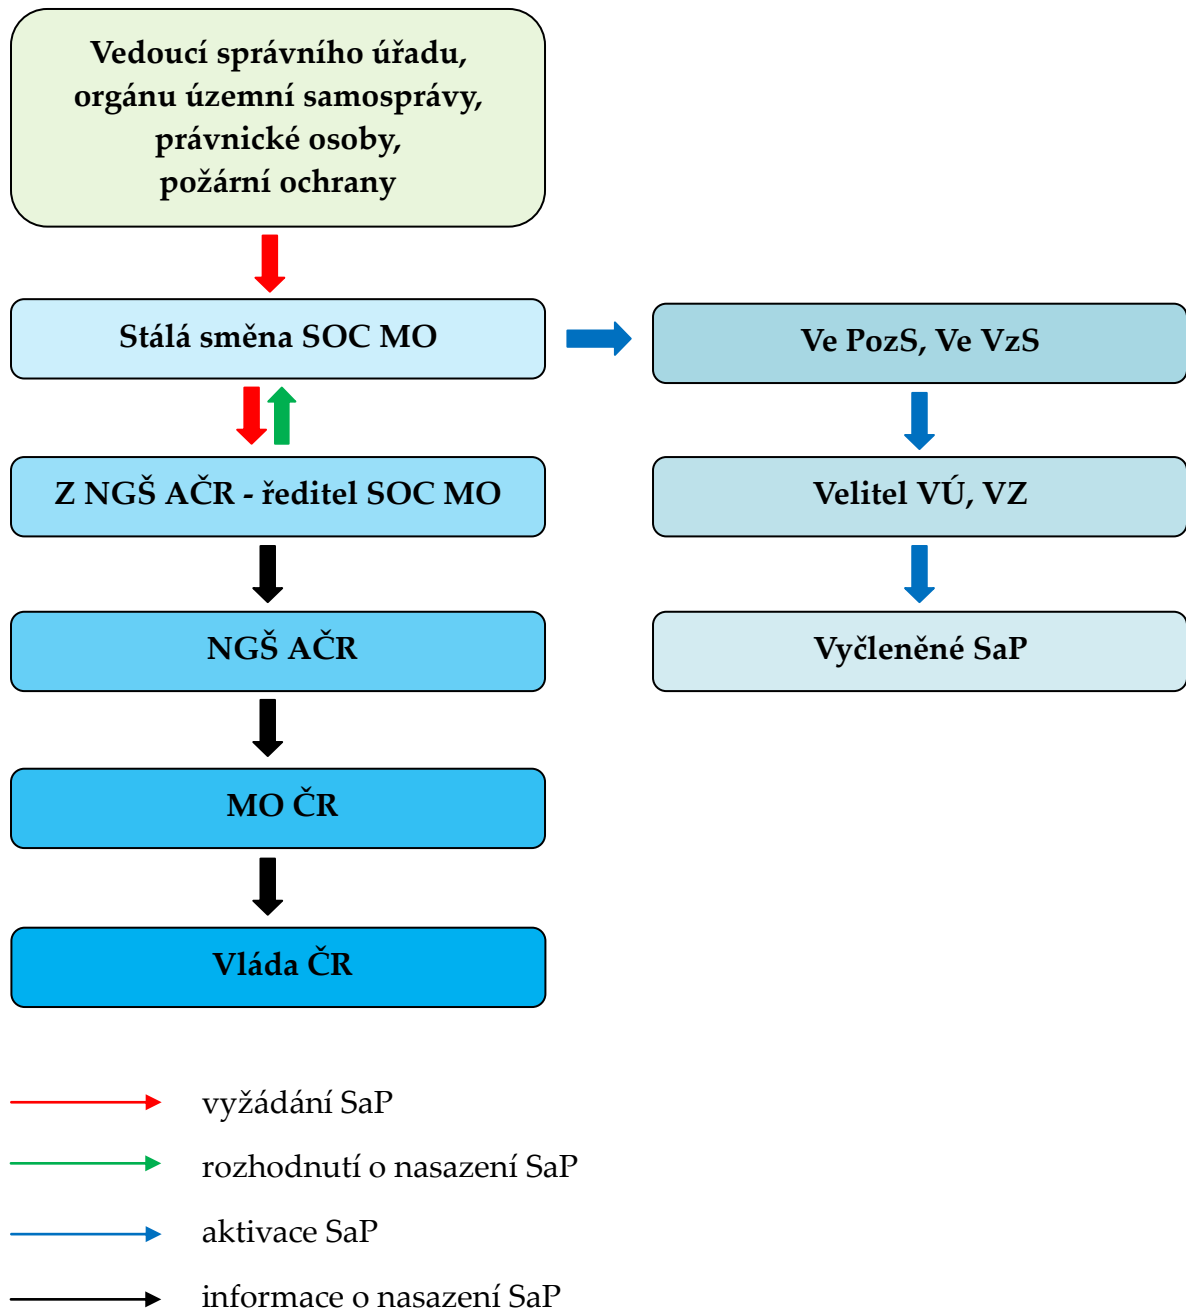 Vedoucí správního úřadu,
orgánu územní samosprávy,
právnické osoby,
požární ochrany
Stálá směna SOC MO
Ve PozS, Ve VzS
Z NGŠ AČR - ředitel SOC MO
Velitel VÚ, VZ
NGŠ AČR
Vyčleněné SaP
MO ČR
Vláda ČR
vyžádání SaP
rozhodnutí o nasazení SaP
aktivace SaP
informace o nasazení SaP